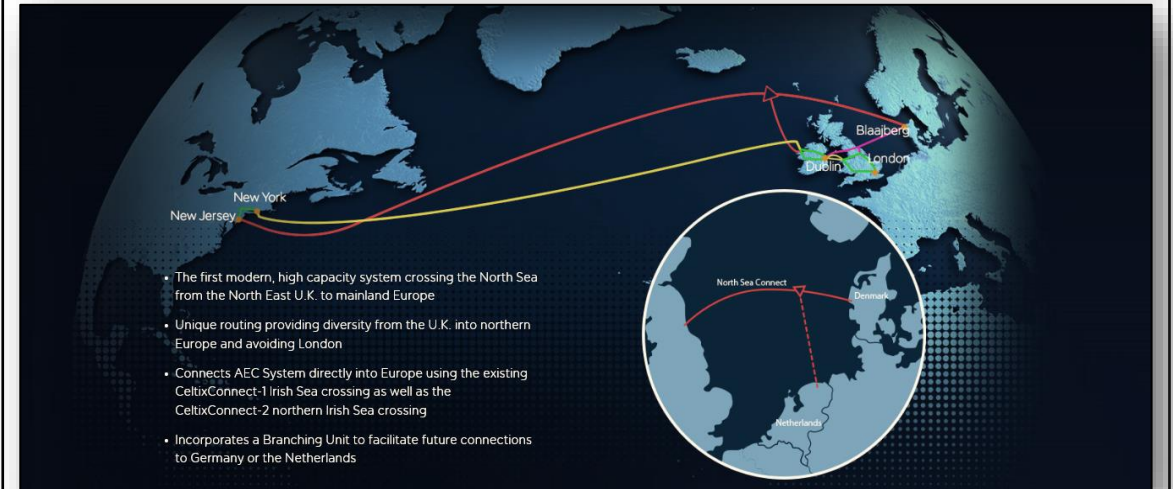 Blaajberg
London
Dublin
New York
New Jersey
• The first modern, high capacity system crossing the North Sea
from the North East U.K. to mainland Europe
• Unique routing providing diversity from the U.K. into northern
Europe and avoiding London
• Connects AEC System directly into Europe using the existing
CeltixConnect-1 Irish Sea crossing as well as the
CeltixConnect-2 northern Irish Sea crossing
• Incorporates a Branching Unit to facilitate future connections
to Germany or the Netherlands
North Sea Connect
Denmark
Netherlands